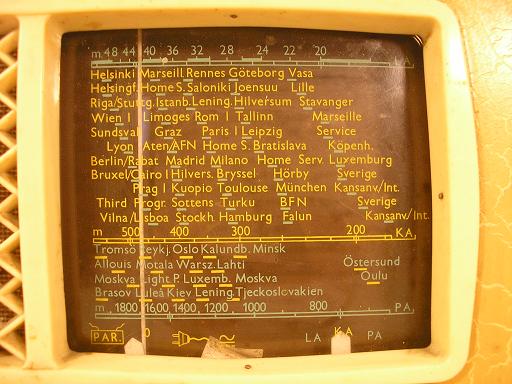 m.48 44 40 36 32 28 24 22 20
Helsinki Marseill. Rennes Göteborg Vasa
Helsingf. Home S. Saloniki Joensuu Lille
Riga/Stuttg. Istanb. Lening. Hilversum Stavanger
Wien I Limoges Rom I Tallinn Marseille
Sundsvall Graz Paris I Leipzig Service
Lyon Aten/AFN Home S. Bratislava Köpenh.
Berlin/Rabat Madrid Milano Home Serv. Luxemburg
Bruxel/Cairo I Hilvers. Bryssel Hörby Sverige
Prag I Kuopio Toulouse München Kansanv/Int.
Third Progr. Sottens Turku BFN Sverige
Vilna/Lisboa Stockh. Hamburg Falun Kansanv/Int.
m 500 400 300 200 KA
Tromsö Reykj. Oslo Kalundb. Minsk
Allouis Motala Warsz. Lahti Östersund
Moskva Light P. Luxemb. Moskva Oulu
Brasov Luleå Kiev Lening. Tjeckoslovakien
m 1800 1600 1400 1200 1000 800 PA
PAR. LA KA PA